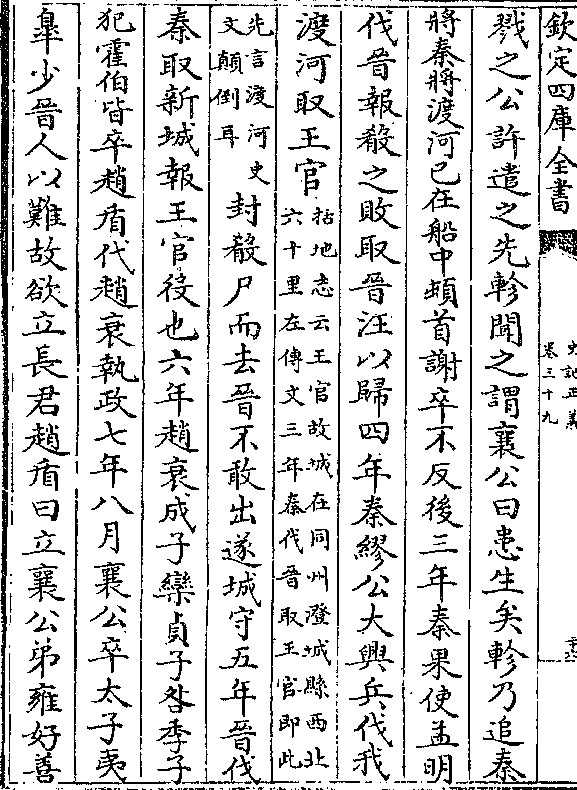 欽定四庫全書
史記正義
卷三十九
戮之公許遣之先軫聞之謂襄公曰患生矣軫乃追秦
將秦將渡河已在船中頓首謝卒不反後三年秦果使孟明
伐晉報殽之敗取晉汪以歸四年秦繆公大興兵伐我
渡河取王官
括地志云王官故城在同州澄城縣西北
六十里左傳文三年秦伐晉取王官即此
先言渡河史
文顛倒耳
封殽尸而去晉不敢出遂城守五年晉伐
秦取新城報王官役也六年趙衰成子欒貞子咎季子
犯霍伯皆卒趙盾代趙衰執政七年八月襄公卒太子夷
臯少晉人以難故欲立長君趙盾曰立襄公弟雍好善